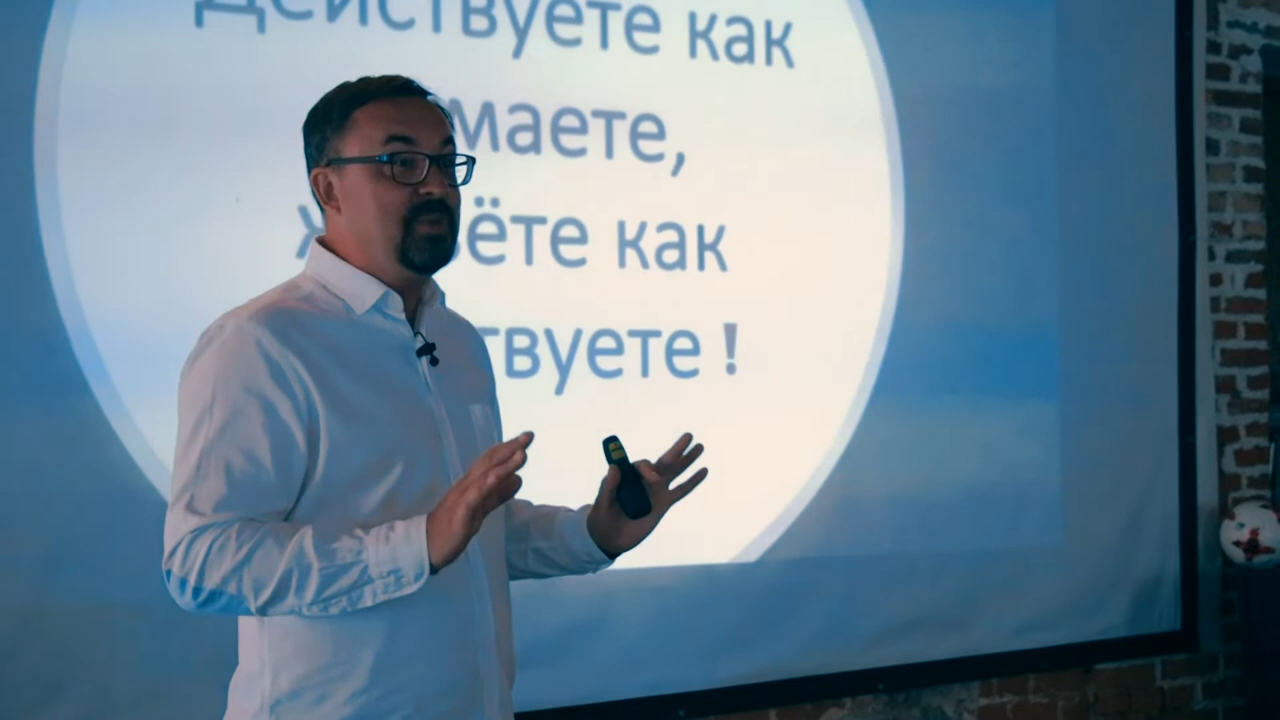 Действуете как
маете,
ёте как
твуете !